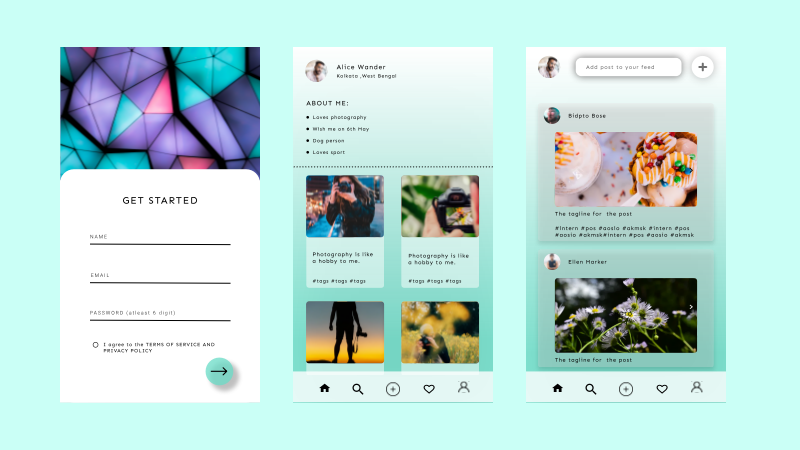 GET STARTED
NAME
EMAIL
PASSWORD (atleast 6 digit)
I agree to the TERMS OF SERVICE AND
PRIVACY POLICY
Alice Wander
Kolkata ,West Bengal
ABOUT ME:
Loves photography
Wish me on 6th May
Dog person
Loves sport
Photography is like
a hobby to me.
#tags #tags #tags
Photography is like
a hobby to me.
#tags #tags #tags
Add post to your feed
Bidpto Bose
The tagline for the post
#intern #pos #aosio #akmsk #intern #pos
#aosio #akmsk#intern #pos #aosio #akmsk
Ellen Marker
The tagline for the post